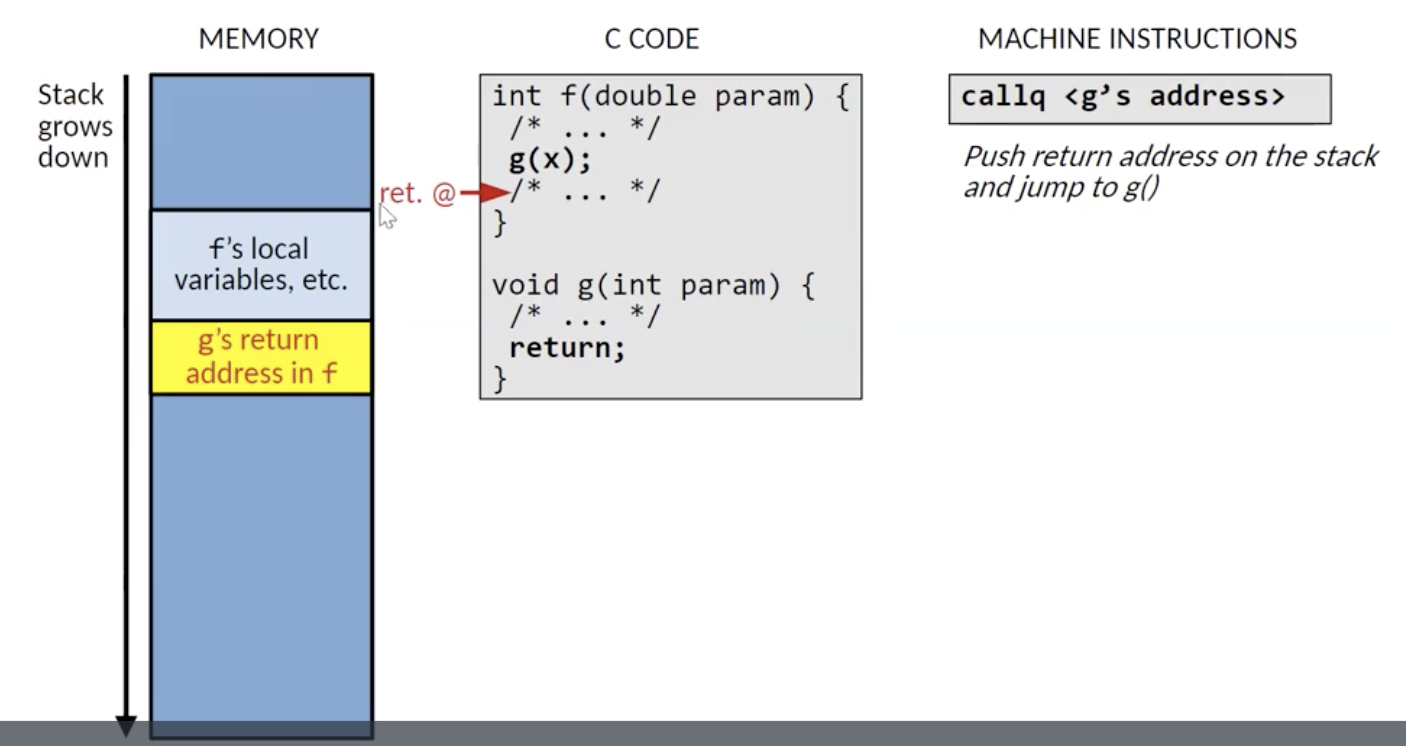 MEMORY
C CODE
MACHINE INSTRUCTIONS
Stack
grows
down
f's local
variables, etc.
g's return
address in f
ret. @
int f(double param) {
/* ... */
g(x);
/* ... */
}
void g(int param) {
/* ... */
return;
}
callq <g's address>
Push return address on the stack
and jump to g()